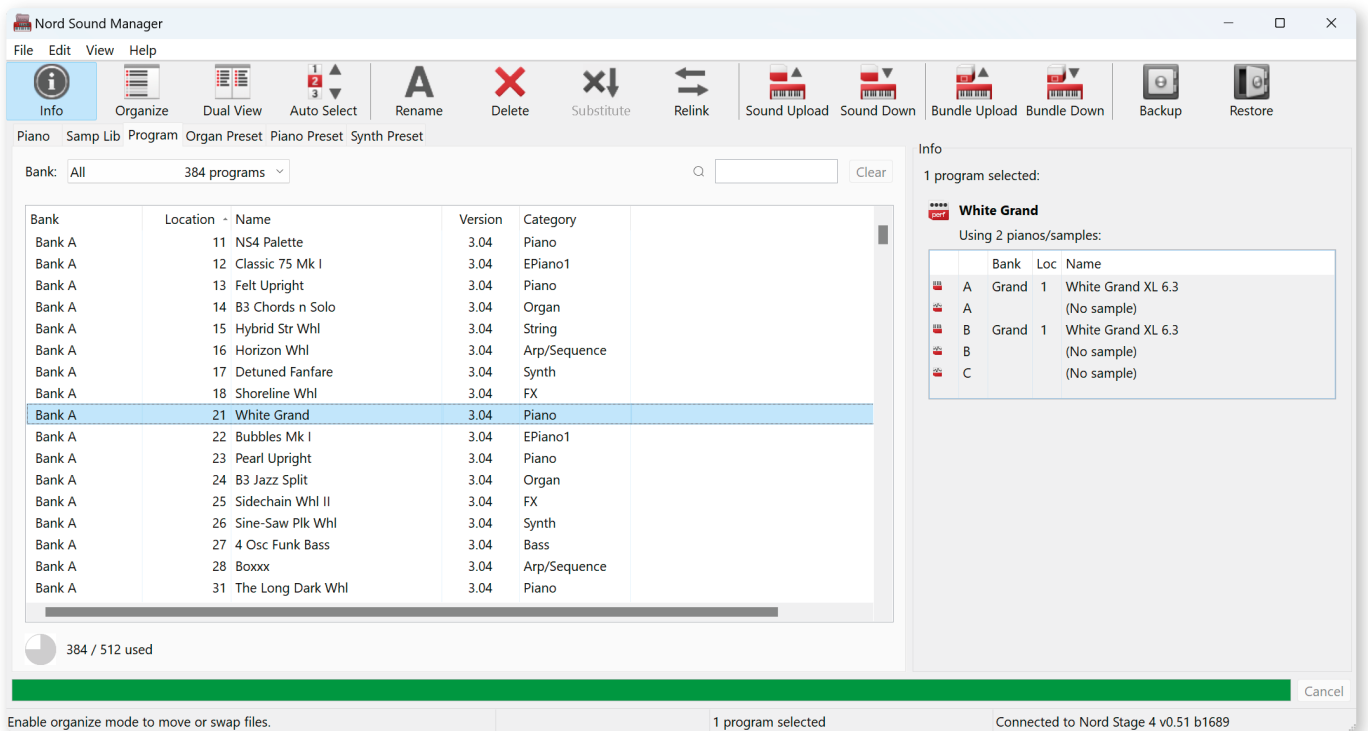 Nord Sound Manager
File Edit View Help
1
2
3
Info Organize Dual View Auto Select Rename Delete Substitute Relink Sound Upload Sound Down Bundle Upload Bundle Down Backup Restore
Piano Samp Lib Program Organ Preset Piano Preset Synth Preset
Bank: All 384 programs Clear
Bank Location Name Version Category
Bank A 11 NS4 Palette 3.04 Piano
Bank A 12 Classic 75 Mk I 3.04 EPiano1
Bank A 13 Felt Upright 3.04 Piano
Bank A 14 B3 Chords n Solo 3.04 Organ
Bank A 15 Hybrid Str Whl 3.04 String
Bank A 16 Horizon Whl 3.04 Arp/Sequence
Bank A 17 Detuned Fanfare 3.04 Synth
Bank A 18 Shoreline Whl 3.04 FX
Bank A 21 White Grand 3.04 Piano
Bank A 22 Bubbles Mk I 3.04 EPiano1
Bank A 23 Pearl Upright 3.04 Piano
Bank A 24 B3 Jazz Split 3.04 Organ
Bank A 25 Sidechain Whl II 3.04 FX
Bank A 26 Sine-Saw Plk Whl 3.04 Synth
Bank A 27 4 Osc Funk Bass 3.04 Bass
Bank A 28 Boxxx 3.04 Arp/Sequence
Bank A 31 The Long Dark Whl 3.04 Piano
384 / 512 used
Info
1 program selected:
perf White Grand
Using 2 pianos/samples:
Bank Loc Name
A Grand 1 White Grand XL 6.3
A (No sample)
B Grand 1 White Grand XL 6.3
B (No sample)
C (No sample)
Cancel
Enable organize mode to move or swap files. 1 program selected Connected to Nord Stage 4 v0.51 b1689